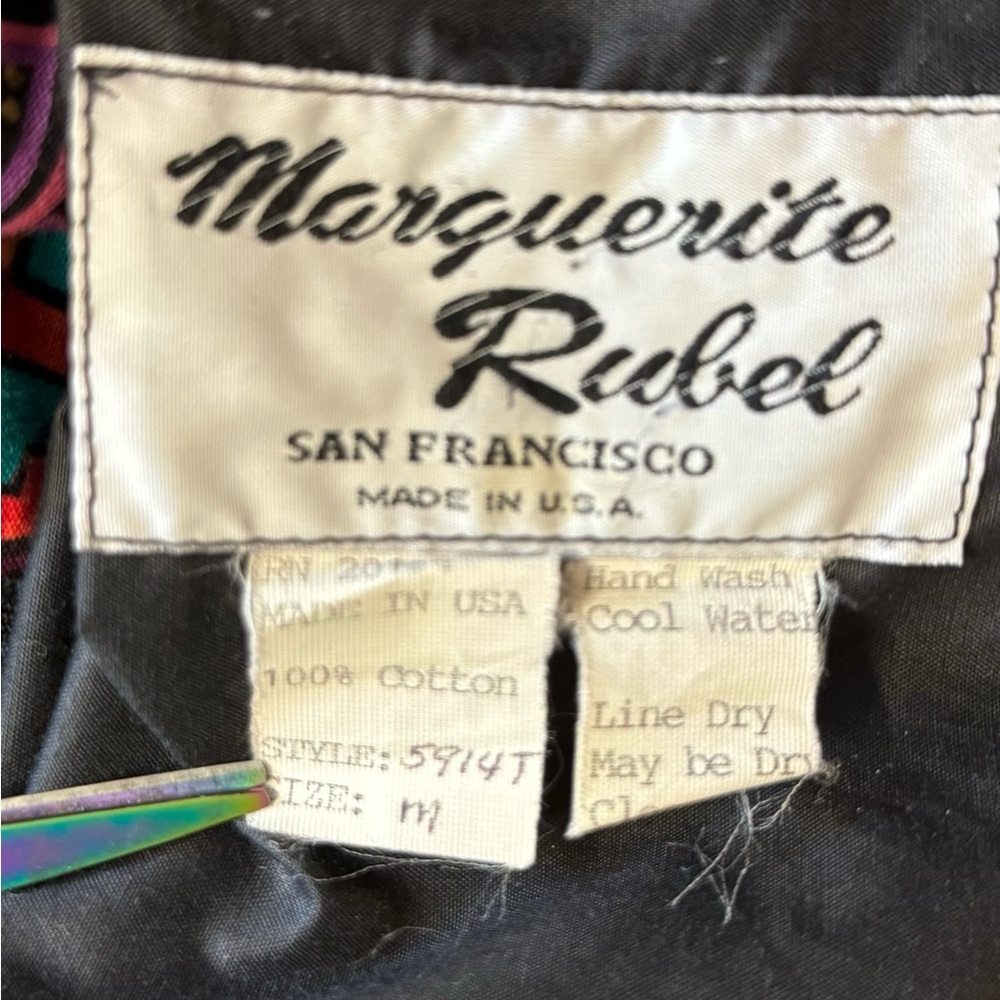 Marguerite
Rubel
SAN FRANCISCO
MADE IN U.S.A.
RN
MADE IN USA
100% Cotton
STYLE: 5914T
SIZE: M
Hand Wash
Cool Water
Line Dry
May be Dry